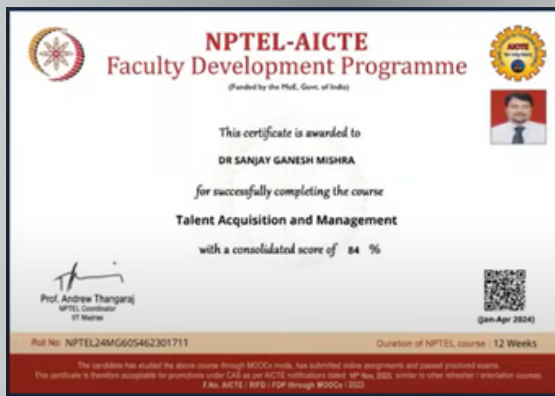 NPTEL-AICTE
Faculty Development Programme
(Funded by the MoE, Govt. of India)
AICTE
This certificate is awarded to
DR SANJAY GANESH MISHRA
for successfully completing the course
Talent Acquisition and Management
with a consolidated score of 84 %
Prof. Andrew Thangaraj
NPTEL Coordinator
IIT Madras
(Jan-Apr 2024)
Roll No: NPTEL24MG60S462301711
Duration of NPTEL course : 12 Weeks
The candidate has studied the above course through MOOCs mode, has submitted online assignments and passed proctored exams.
This certificate is therefore acceptable for promotions under CAS as per AICTE notifications dated 16th Nov, 2023, similar to other refresher / orientation courses.
F.No. AICTE / RIFD / FDP through MOOCs / 2023